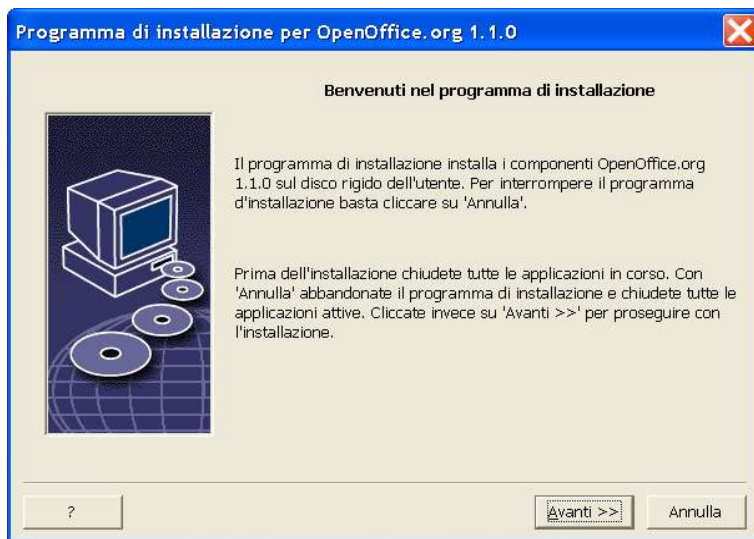 Programma di installazione per OpenOffice.org 1.1.0
Benvenuti nel programma di installazione
Il programma di installazione installa i componenti OpenOffice.org
1.1.0 sul disco rigido dell'utente. Per interrompere il programma
d'installazione basta cliccare su 'Annulla'.
Prima dell'installazione chiudete tutte le applicazioni in corso. Con
'Annulla' abbandonate il programma di installazione e chiudete tutte le
applicazioni attive. Cliccate invece su 'Avanti >>' per proseguire con
l'installazione.
?
Avanti >>
Annulla